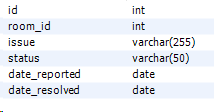 id int
room_id int
issue varchar(255)
status varchar(50)
date_reported date
date_resolved date